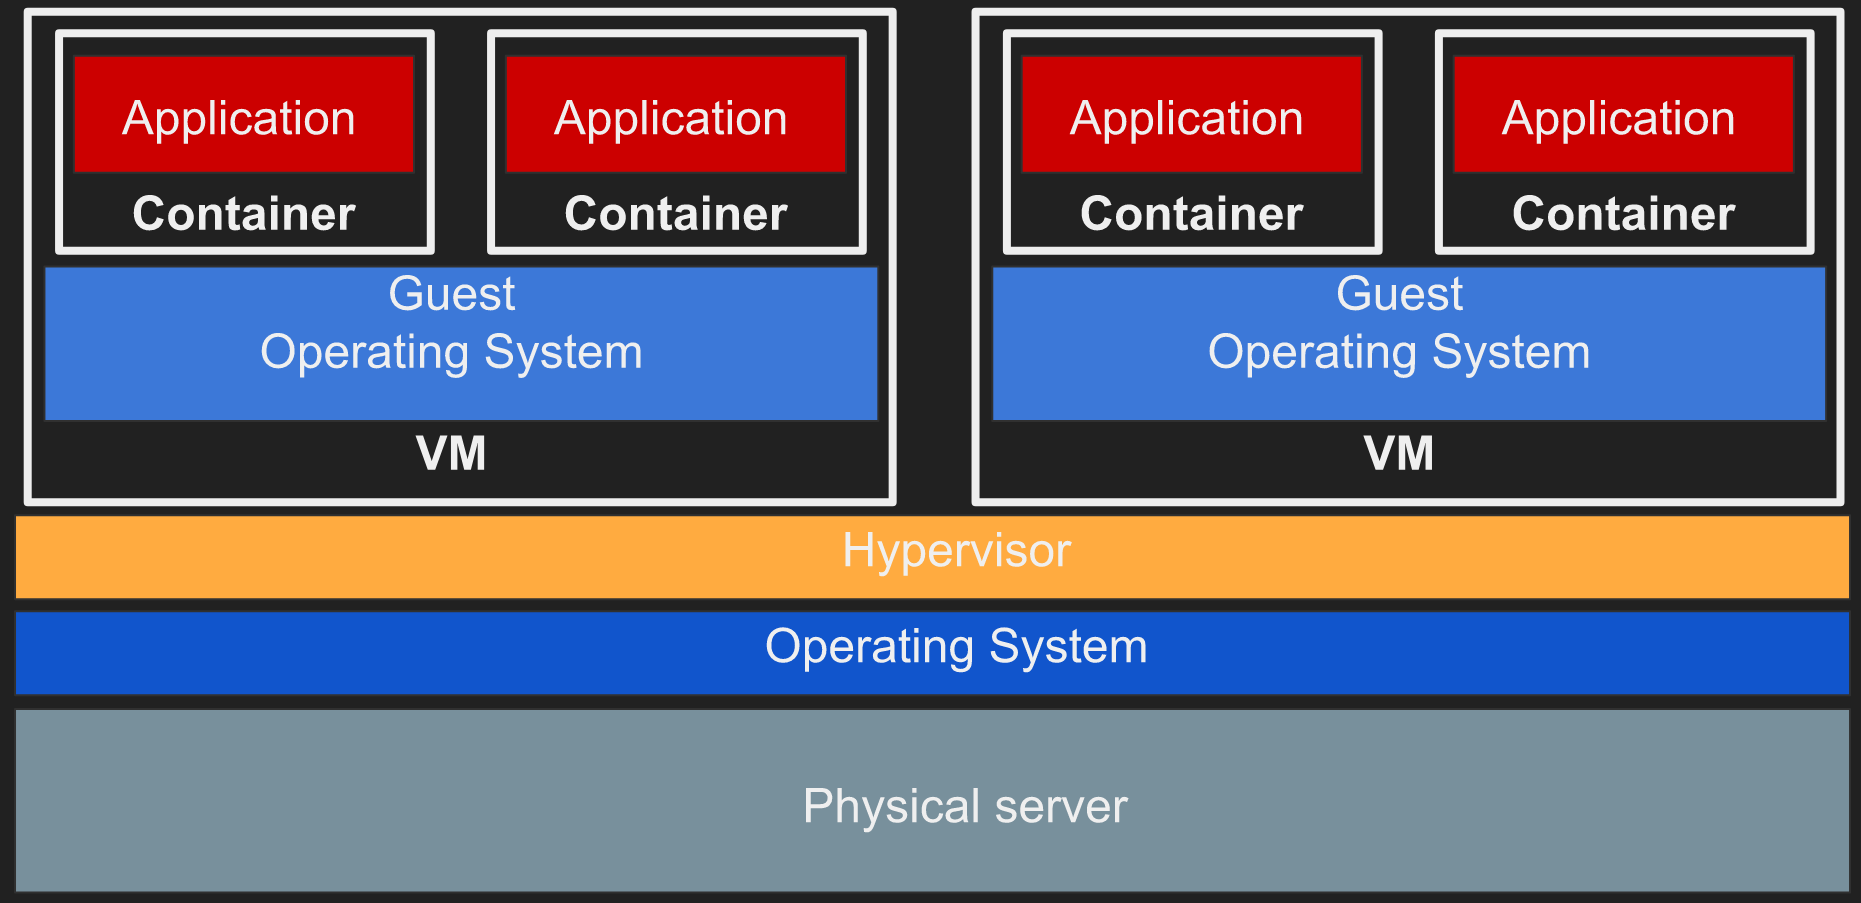 Application
Application
Application
Application
Container
Container
Container
Container
Guest
Operating System
Guest
Operating System
VM
VM
Hypervisor
Operating System
Physical server